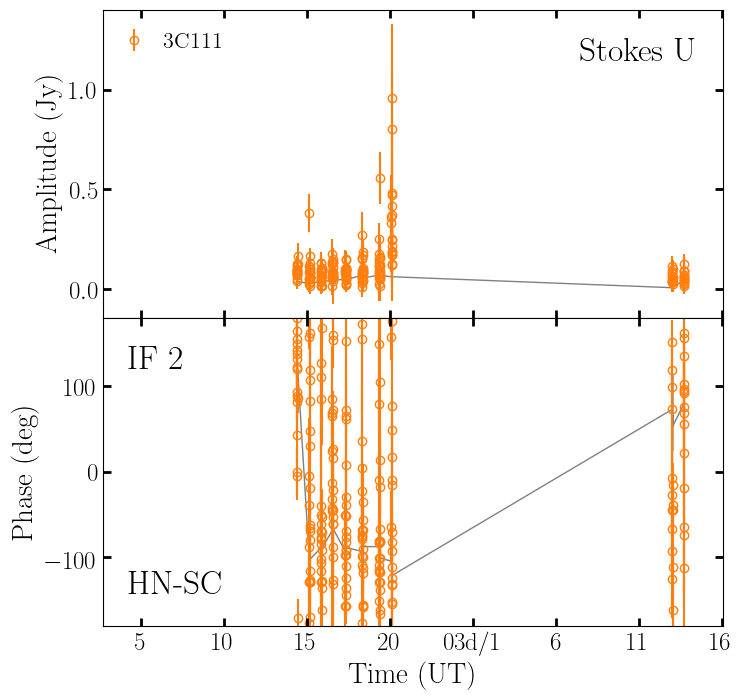 3C111
Stokes U
Amplitude (Jy)
1.0
0.5
0.0
IF 2
HN-SC
Phase (deg)
100
0
−100
5 10 15 20 03d/1 6 11 16
Time (UT)